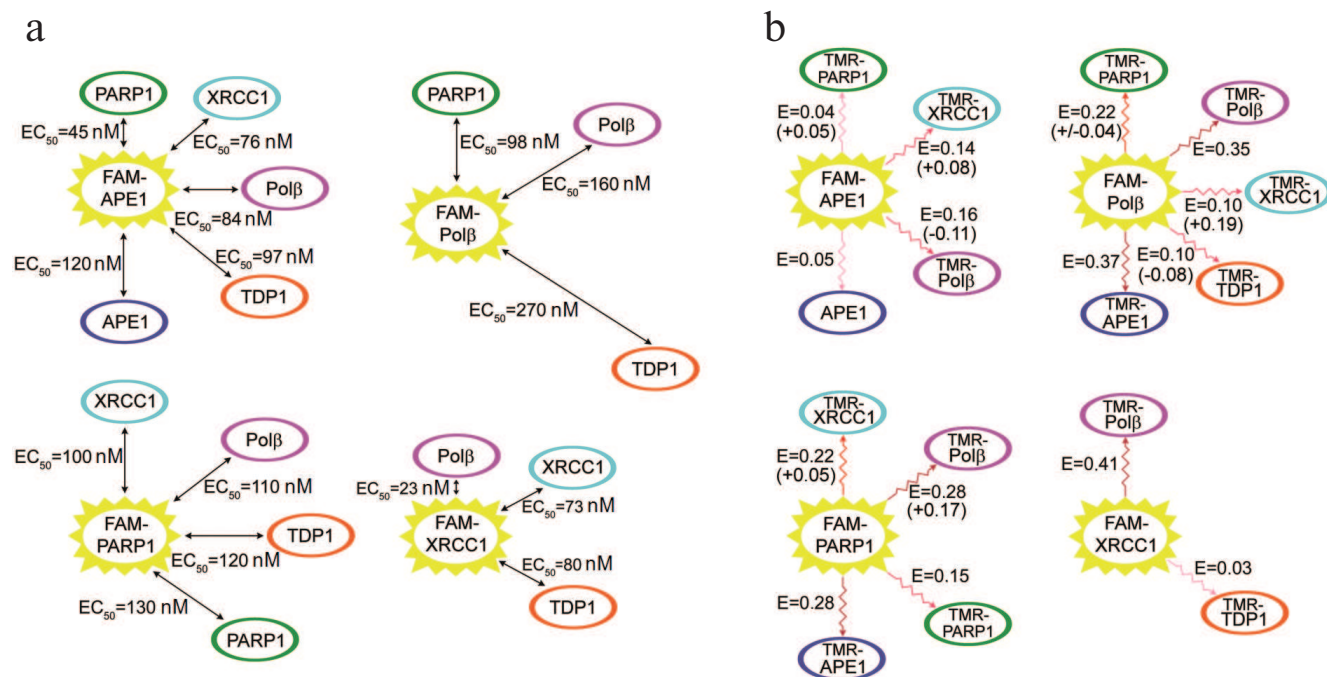 a
PARP1
XRCC1
EC50=45 nM
EC50=76 nM
FAM-
APE1
Polβ
EC50=84 nM
EC50=97 nM
EC50=120 nM
TDP1
APE1
PARP1
Polβ
EC50=98 nM
EC50=160 nM
FAM-
Polβ
EC50=270 nM
TDP1
XRCC1
EC50=100 nM
Polβ
EC50=110 nM
FAM-
PARP1
TDP1
EC50=120 nM
EC50=130 nM
PARP1
Polβ
XRCC1
EC50=23 nM
EC50=73 nM
FAM-
XRCC1
EC50=80 nM
TDP1
b
TMR-
PARP1
TMR-
XRCC1
E=0.04
(+0.05)
E=0.14
(+0.08)
FAM-
APE1
E=0.16
(-0.11)
E=0.05
TMR-
Polβ
APE1
TMR-
PARP1
TMR-
Polβ
E=0.22
(+/-0.04)
E=0.35
FAM-
Polβ
TMR-
XRCC1
E=0.10
(+0.19)
E=0.10
(-0.08)
E=0.37
TMR-
TDP1
TMR-
APE1
TMR-
XRCC1
TMR-
Polβ
E=0.22
(+0.05)
E=0.28
(+0.17)
FAM-
PARP1
E=0.15
E=0.28
TMR-
PARP1
TMR-
APE1
TMR-
Polβ
E=0.41
FAM-
XRCC1
E=0.03
TMR-
TDP1